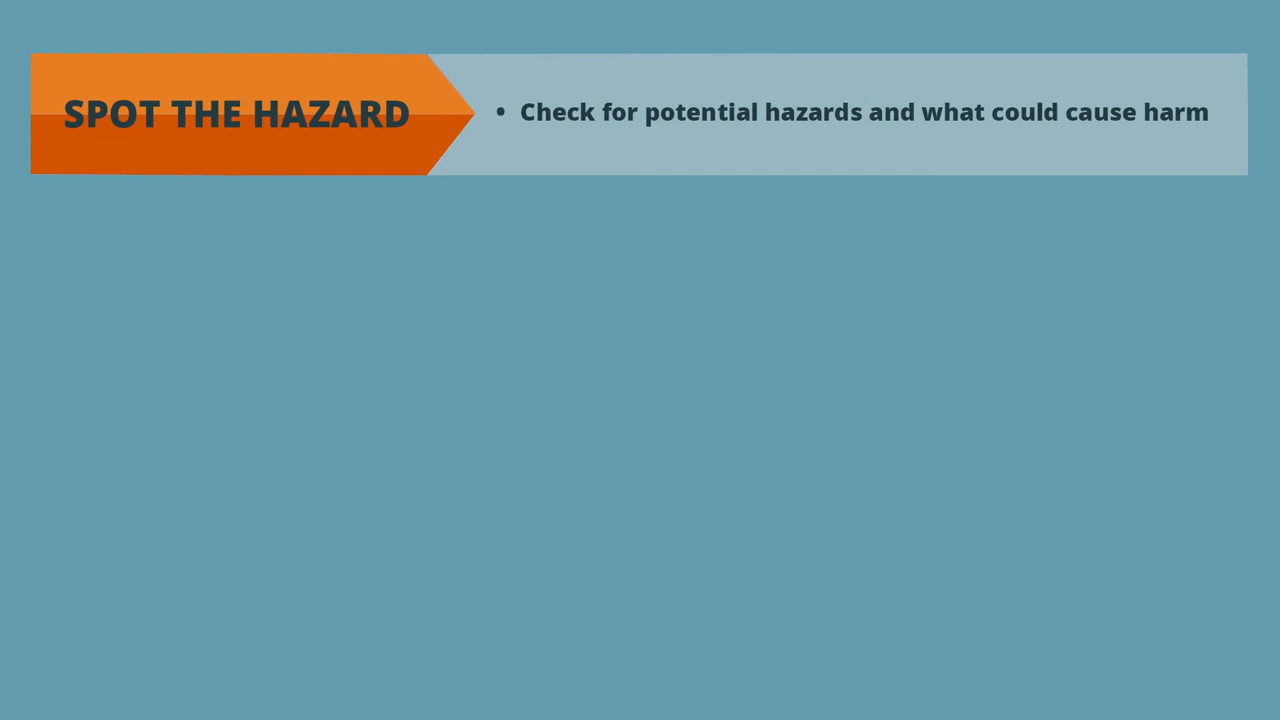 SPOT THE HAZARD
• Check for potential hazards and what could cause harm